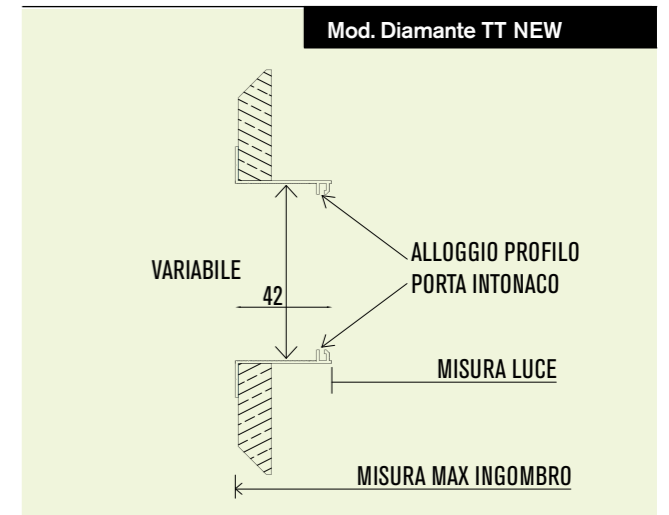 Mod. Diamante TT NEW
ALLOGGIO PROFILO
PORTA INTONACO
VARIABILE
42
MISURA LUCE
MISURA MAX INGOMBRO